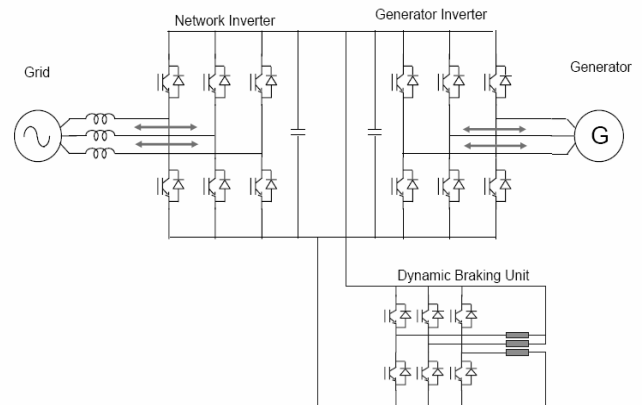 Network Inverter
Generator Inverter
Grid
Generator
G
Dynamic Braking Unit